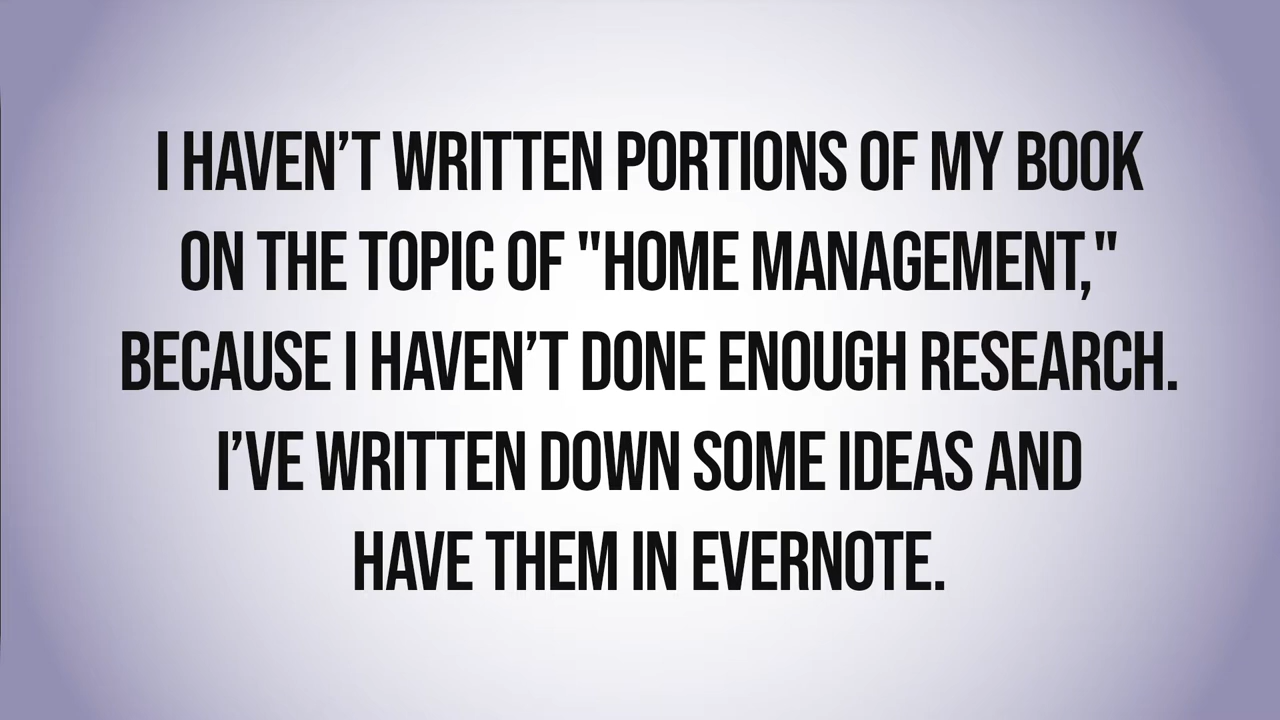 I HAVEN’T WRITTEN PORTIONS OF MY BOOK
ON THE TOPIC OF "HOME MANAGEMENT,"
BECAUSE I HAVEN’T DONE ENOUGH RESEARCH.
I’VE WRITTEN DOWN SOME IDEAS AND
HAVE THEM IN EVERNOTE.